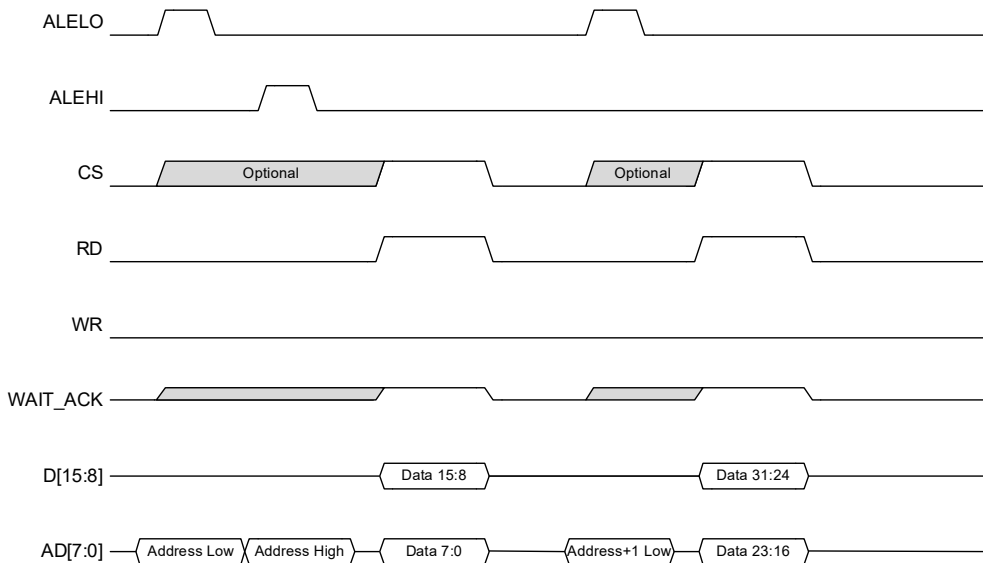 ALELO
ALEHI
CS
Optional
Optional
RD
WR
WAIT_ACK
D[15:8]
Data 15:8
Data 31:24
AD[7:0]
Address Low
Address High
Data 7:0
Address+1 Low
Data 23:16